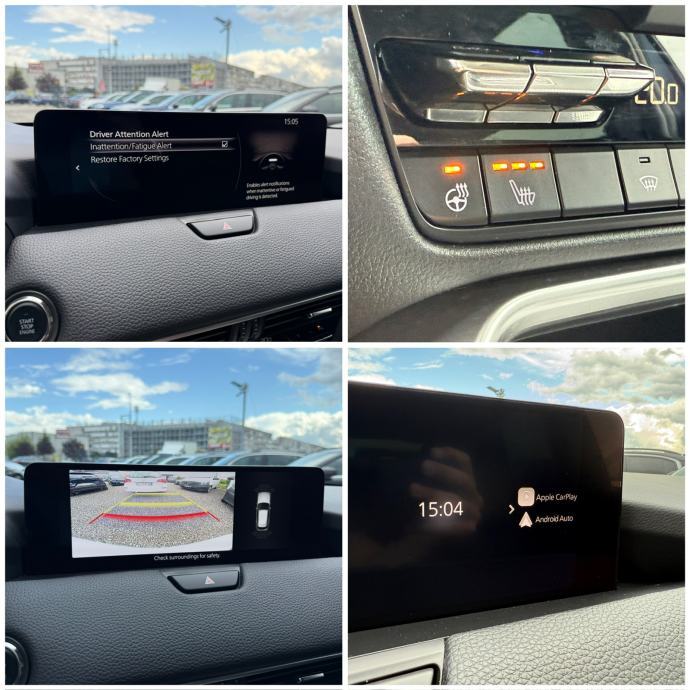 15:05
Driver Attention Alert
Inattention/Fatigue Alert
Restore Factory Settings
Enables alert notifications
when inattentive or fatigued
driving is detected.
START
STOP
ENGINE
20.0
Check surroundings for safety.
15:04
Apple CarPlay
Android Auto